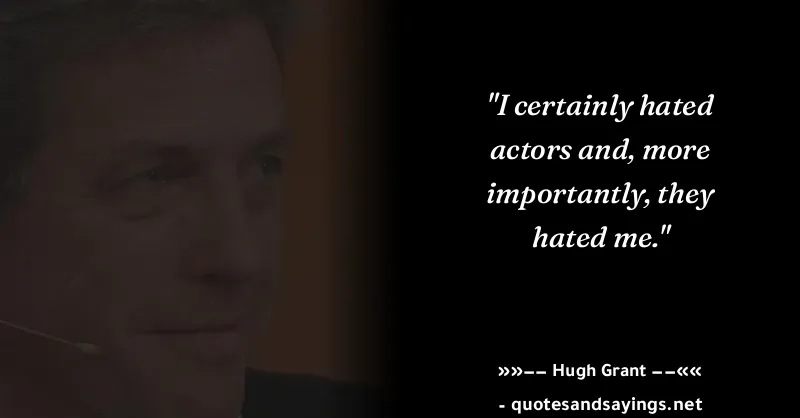 "I certainly hated
actors and, more
importantly, they
hated me."
»»-- Hugh Grant --««
- quotesandsayings.net